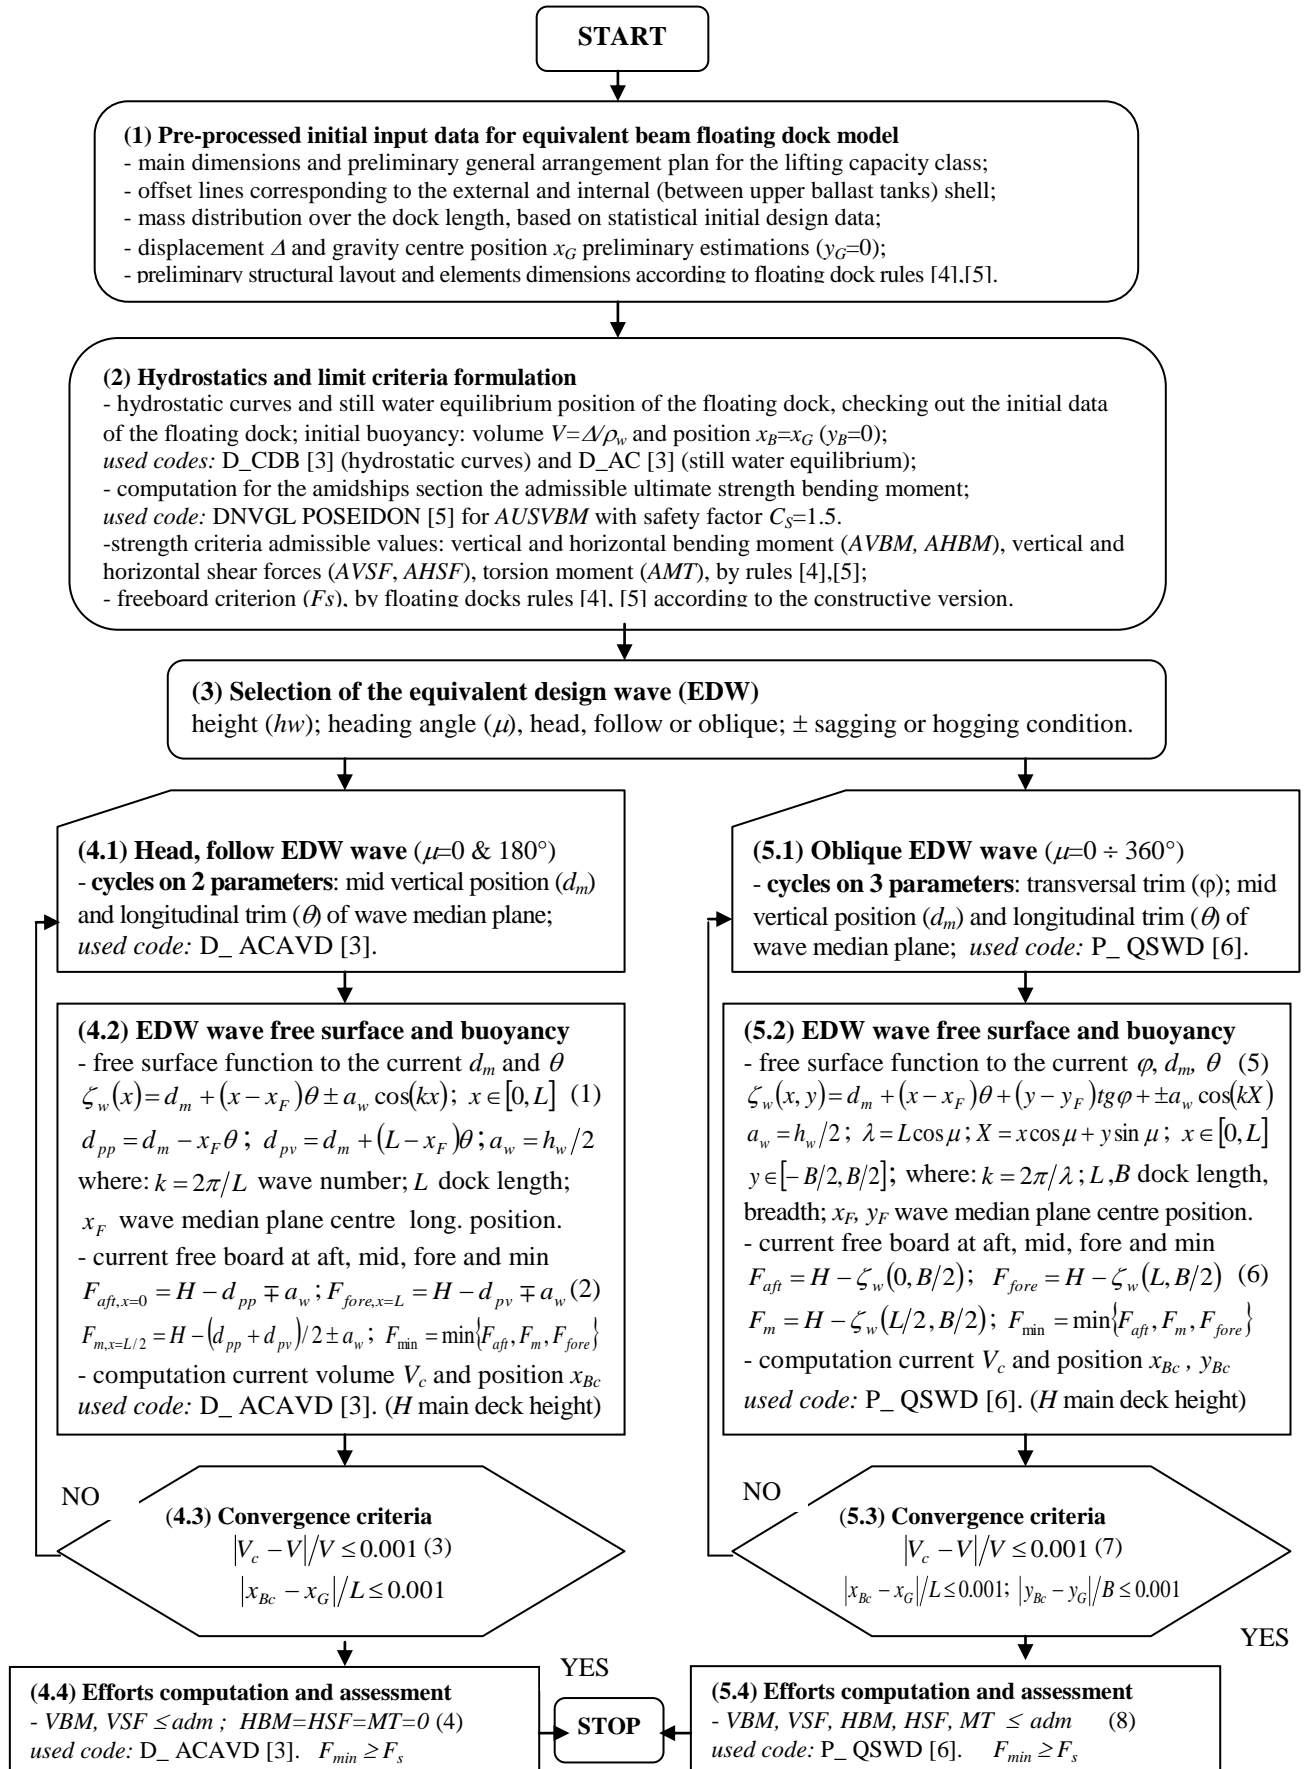 START
(1) Pre-processed initial input data for equivalent beam floating dock model
- main dimensions and preliminary general arrangement plan for the lifting capacity class;
- offset lines corresponding to the external and internal (between upper ballast tanks) shell;
- mass distribution over the dock length, based on statistical initial design data;
- displacement Δ and gravity centre position x_G preliminary estimations (y_G=0);
- preliminary structural layout and elements dimensions according to floating dock rules [4],[5].
(2) Hydrostatics and limit criteria formulation
- hydrostatic curves and still water equilibrium position of the floating dock, checking out the initial data
of the floating dock; initial buoyancy: volume V=Δ/ρ_w and position x_B=x_G (y_B=0);
used codes: D_CDB [3] (hydrostatic curves) and D_AC [3] (still water equilibrium);
- computation for the amidships section the admissible ultimate strength bending moment;
used code: DNVGL POSEIDON [5] for AUSVBM with safety factor C_S=1.5.
-strength criteria admissible values: vertical and horizontal bending moment (AVBM, AHBM), vertical and
horizontal shear forces (AVSF, AHSF), torsion moment (AMT), by rules [4],[5];
- freeboard criterion (Fs), by floating docks rules [4], [5] according to the constructive version.
(3) Selection of the equivalent design wave (EDW)
height (hw); heading angle (μ), head, follow or oblique; ± sagging or hogging condition.
(4.1) Head, follow EDW wave (μ=0 & 180°)
- cycles on 2 parameters: mid vertical position (d_m)
and longitudinal trim (θ) of wave median plane;
used code: D_ ACAVD [3].
(4.2) EDW wave free surface and buoyancy
- free surface function to the current d_m and θ
ζ_w(x)=d_m+(x−x_F)θ±a_w cos(kx); x∈[0,L] (1)
d_pp=d_m−x_Fθ; d_pv=d_m+(L−x_F)θ; a_w=h_w/2
where: k=2π/L wave number; L dock length;
x_F wave median plane centre long. position.
- current free board at aft, mid, fore and min
F_aft,x=0=H−d_pp∓a_w; F_fore,x=L=H−d_pv∓a_w (2)
F_m,x=L/2=H−(d_pp+d_pv)/2±a_w; F_min=min{F_aft,F_m,F_fore}
- computation current volume V_c and position x_Bc
used code: D_ ACAVD [3]. (H main deck height)
NO
(4.3) Convergence criteria
|V_c−V|/V≤0.001 (3)
|x_Bc−x_G|/L≤0.001
YES
(4.4) Efforts computation and assessment
- VBM, VSF ≤adm ; HBM=HSF=MT=0 (4)
used code: D_ ACAVD [3]. F_min ≥F_s
STOP
(5.1) Oblique EDW wave (μ=0 ÷ 360°)
- cycles on 3 parameters: transversal trim (φ); mid
vertical position (d_m) and longitudinal trim (θ) of
wave median plane; used code: P_ QSWD [6].
(5.2) EDW wave free surface and buoyancy
- free surface function to the current φ, d_m, θ (5)
ζ_w(x,y)=d_m+(x−x_F)θ+(y−y_F)tgφ+±a_w cos(kX)
a_w=h_w/2; λ=Lcosμ; X=xcosμ+ysinμ; x∈[0,L]
y∈[−B/2,B/2]; where: k=2π/λ; L,B dock length,
breadth; x_F, y_F wave median plane centre position.
- current free board at aft, mid, fore and min
F_aft=H−ζ_w(0,B/2); F_fore=H−ζ_w(L,B/2) (6)
F_m=H−ζ_w(L/2,B/2); F_min=min{F_aft,F_m,F_fore}
- computation current V_c and position x_Bc, y_Bc
used code: P_ QSWD [6]. (H main deck height)
NO
(5.3) Convergence criteria
|V_c−V|/V≤0.001 (7)
|x_Bc−x_G|/L≤0.001; |y_Bc−y_G|/B≤0.001
YES
(5.4) Efforts computation and assessment
- VBM, VSF, HBM, HSF, MT ≤ adm (8)
used code: P_ QSWD [6]. F_min ≥F_s